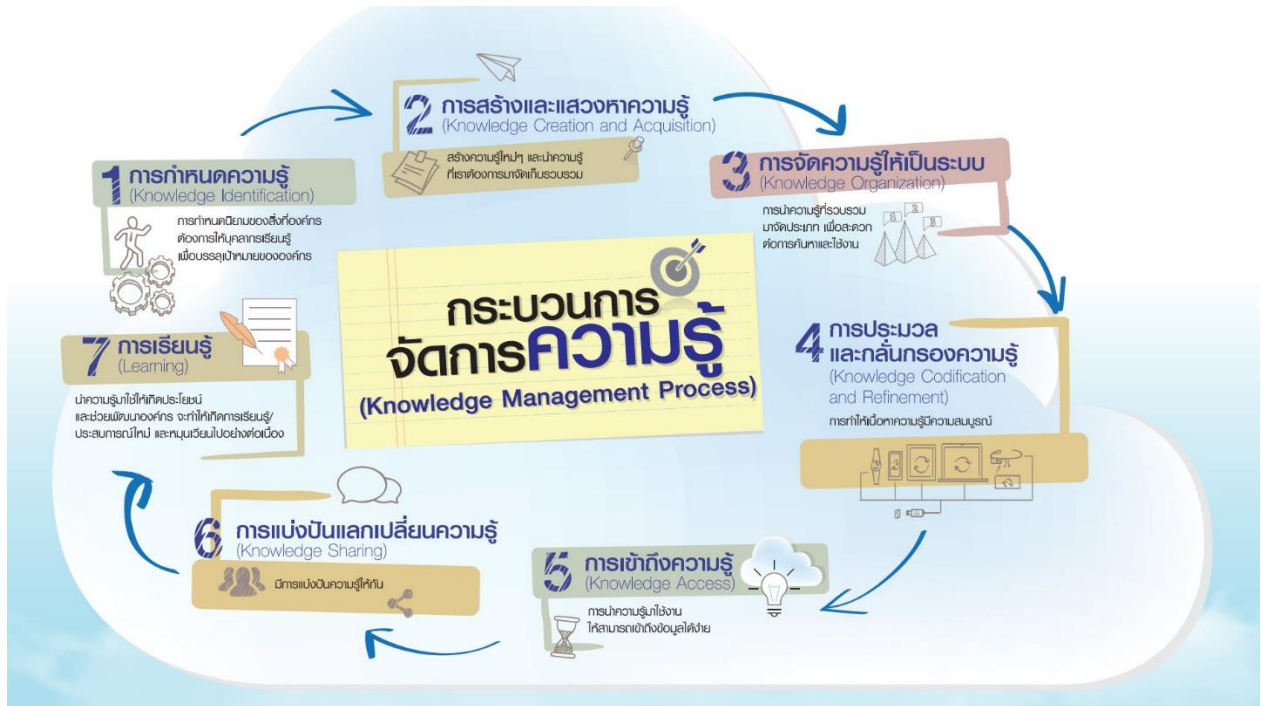 กระบวนการ
จัดการความรู้
(Knowledge Management Process)
1 การกำหนดความรู้
(Knowledge Identification)
การกำหนดนิยามของสิ่งที่องค์กร
ต้องการให้บุคลากรเรียนรู้
เพื่อบรรลุเป้าหมายขององค์กร
2 การสร้างและแสวงหาความรู้
(Knowledge Creation and Acquisition)
สร้างความรู้ใหม่ๆ และนำความรู้
ที่เราต้องการมาจัดเก็บรวบรวม
3 การจัดความรู้ให้เป็นระบบ
(Knowledge Organization)
การนำความรู้ที่รวบรวม
มาจัดประเภท เพื่อสะดวก
ต่อการค้นหาและใช้งาน
1 2 3
4 การประมวล
และกลั่นกรองความรู้
(Knowledge Codification
and Refinement)
การทำให้เนื้อหาความรู้มีความสมบูรณ์
5 การเข้าถึงความรู้
(Knowledge Access)
การนำความรู้มาใช้งาน
ให้สามารถเข้าถึงข้อมูลได้ง่าย
6 การแบ่งปันแลกเปลี่ยนความรู้
(Knowledge Sharing)
มีการแบ่งปันความรู้ให้กัน
7 การเรียนรู้
(Learning)
นำความรู้มาใช้ให้เกิดประโยชน์
และช่วยพัฒนาองค์กร จะทำให้เกิดการเรียนรู้/
ประสบการณ์ใหม่ และหมุนเวียนไปอย่างต่อเนื่อง